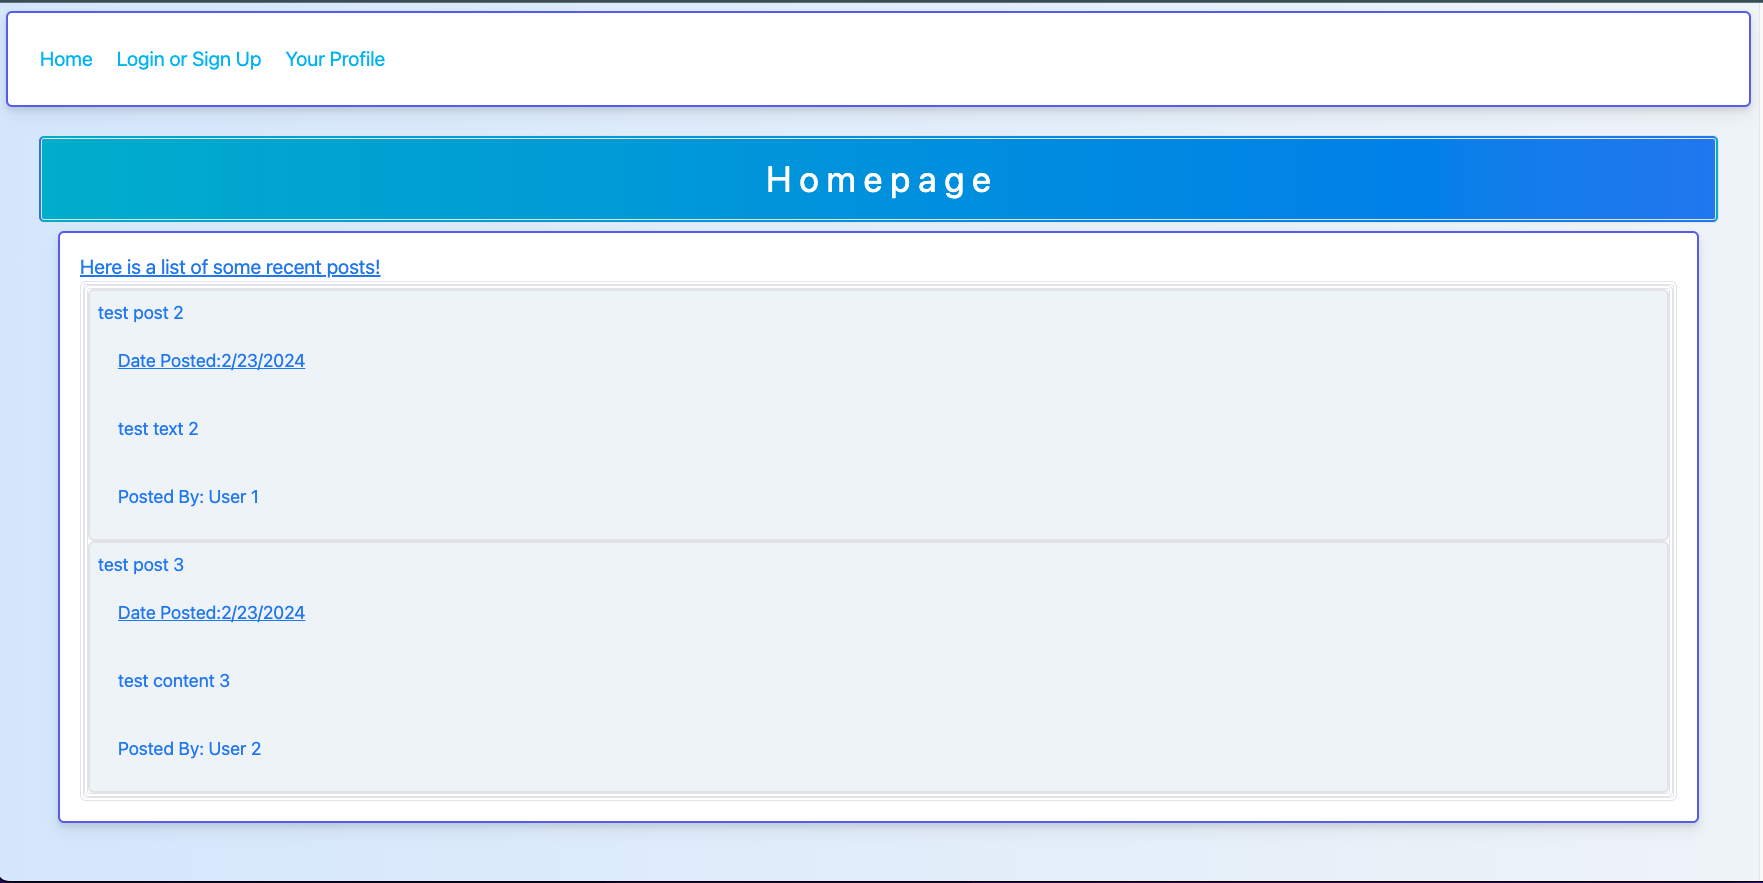 Home Login or Sign Up Your Profile
Homepage
Here is a list of some recent posts!
test post 2
Date Posted:2/23/2024
test text 2
Posted By: User 1
test post 3
Date Posted:2/23/2024
test content 3
Posted By: User 2